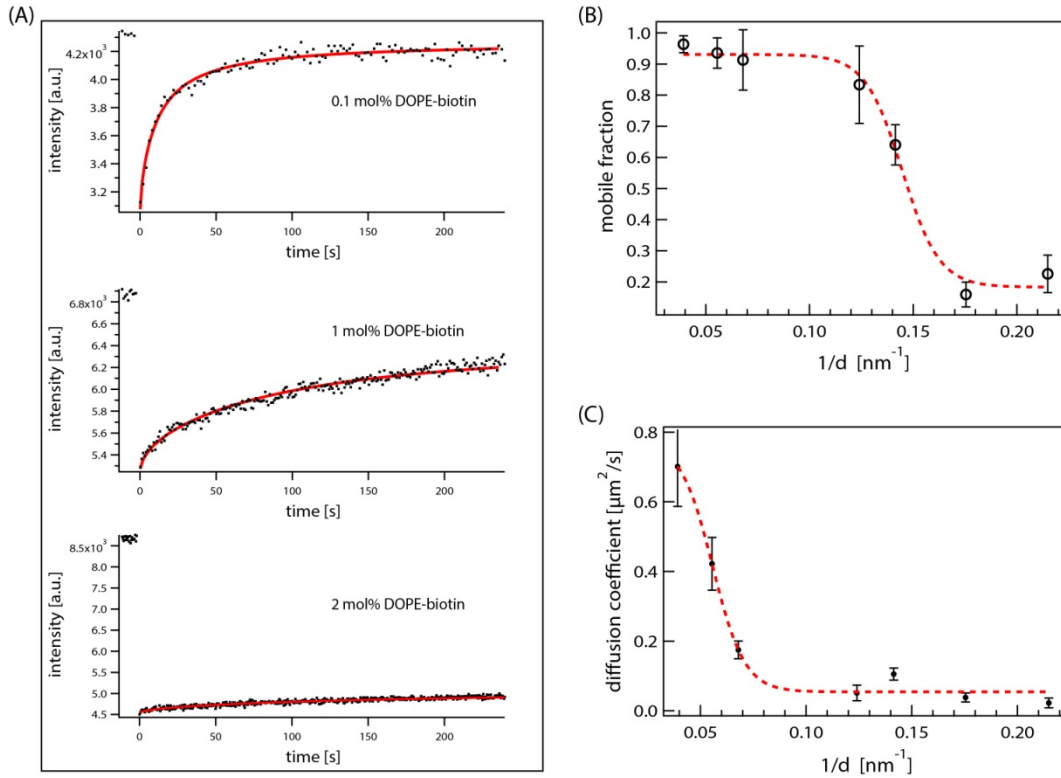 (A)
4.2x10³
4.0
3.8
3.6
3.4
3.2
intensity [a.u.]
0.1 mol% DOPE-biotin
0 50 100 150 200
time [s]
6.8x10³
6.6
6.4
6.2
6.0
5.8
5.6
5.4
intensity [a.u.]
1 mol% DOPE-biotin
0 50 100 150 200
time [s]
8.5x10³
8.0
7.5
7.0
6.5
6.0
5.5
5.0
4.5
intensity [a.u.]
2 mol% DOPE-biotin
0 50 100 150 200
time [s]
(B)
1.0
0.9
0.8
0.7
0.6
0.5
0.4
0.3
0.2
mobile fraction
0.05 0.10 0.15 0.20
1/d [nm⁻¹]
(C)
0.8
0.6
0.4
0.2
0.0
diffusion coefficient [µm²/s]
0.05 0.10 0.15 0.20
1/d [nm⁻¹]